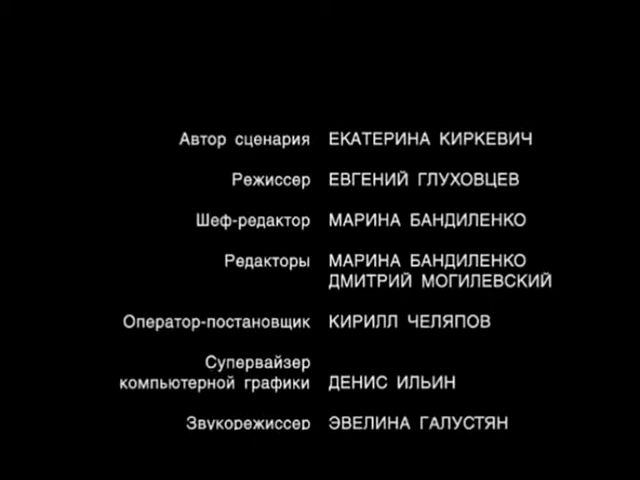 Автор сценария ЕКАТЕРИНА КИРКЕВИЧ
Режиссер ЕВГЕНИЙ ГЛУХОВЦЕВ
Шеф-редактор МАРИНА БАНДИЛЕНКО
Редакторы МАРИНА БАНДИЛЕНКО
ДМИТРИЙ МОГИЛЕВСКИЙ
Оператор-постановщик КИРИЛЛ ЧЕЛЯПОВ
Супервайзер
компьютерной графики ДЕНИС ИЛЬИН
Звукорежиссер ЭВЕЛИНА ГАЛУСТЯН